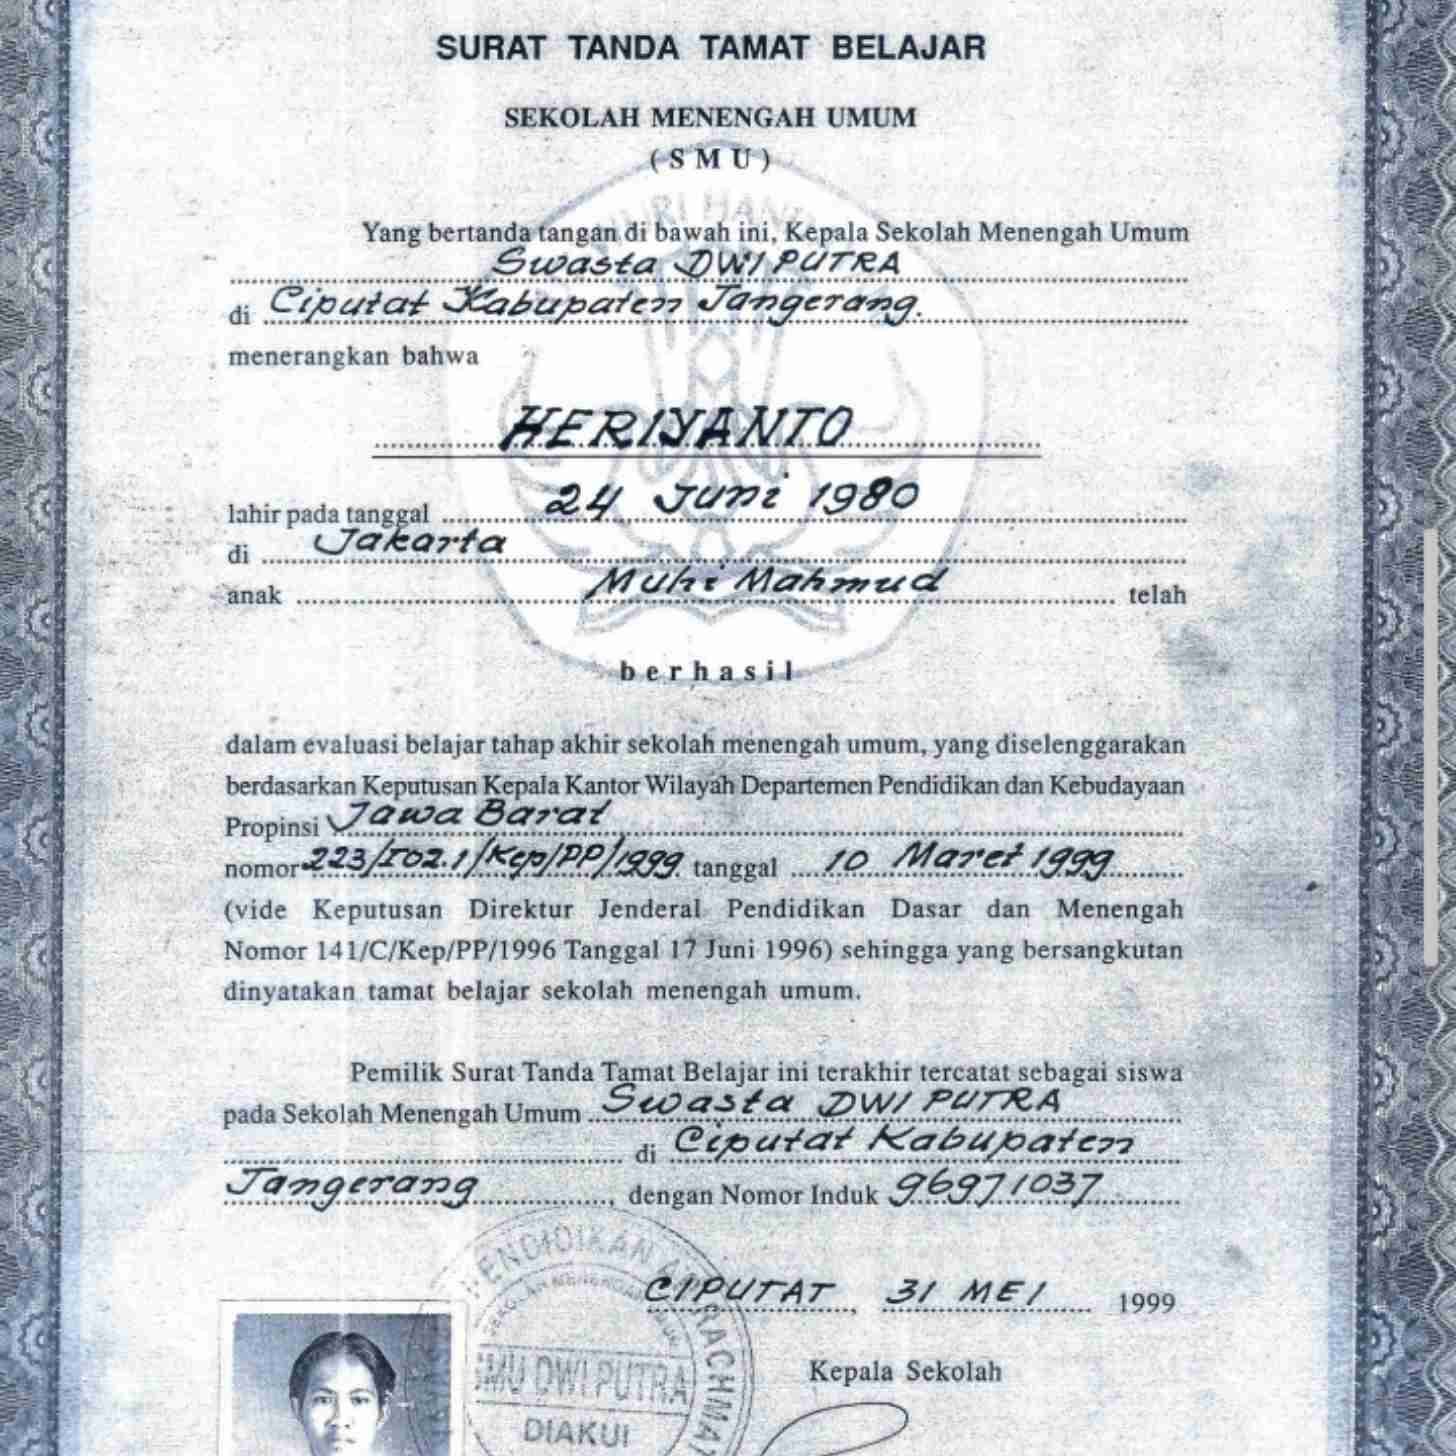 SURAT TANDA TAMAT BELAJAR
SEKOLAH MENENGAH UMUM
( S M U )
Yang bertanda tangan di bawah ini, Kepala Sekolah Menengah Umum
Swasta DWI PUTRA
di Ciputat Kabupaten Tangerang.
menerangkan bahwa
HERIYANTO
lahir pada tanggal 24 Juni 1980
di Jakarta
anak Muhi Mahmud telah
berhasil
dalam evaluasi belajar tahap akhir sekolah menengah umum, yang diselenggarakan
berdasarkan Keputusan Kepala Kantor Wilayah Departemen Pendidikan dan Kebudayaan
Propinsi Jawa Barat
nomor 223/I02.1/Kep/PP/1999 tanggal 10 Maret 1999
(vide Keputusan Direktur Jenderal Pendidikan Dasar dan Menengah
Nomor 141/C/Kep/PP/1996 Tanggal 17 Juni 1996) sehingga yang bersangkutan
dinyatakan tamat belajar sekolah menengah umum.
Pemilik Surat Tanda Tamat Belajar ini terakhir tercatat sebagai siswa
pada Sekolah Menengah Umum Swasta DWI PUTRA
di Ciputat Kabupaten
Tangerang, dengan Nomor Induk 96971037
CIPUTAT, 31 MEI 1999
Kepala Sekolah
PENDIDIKAN
SMU DWI PUTRA
DIAKUI